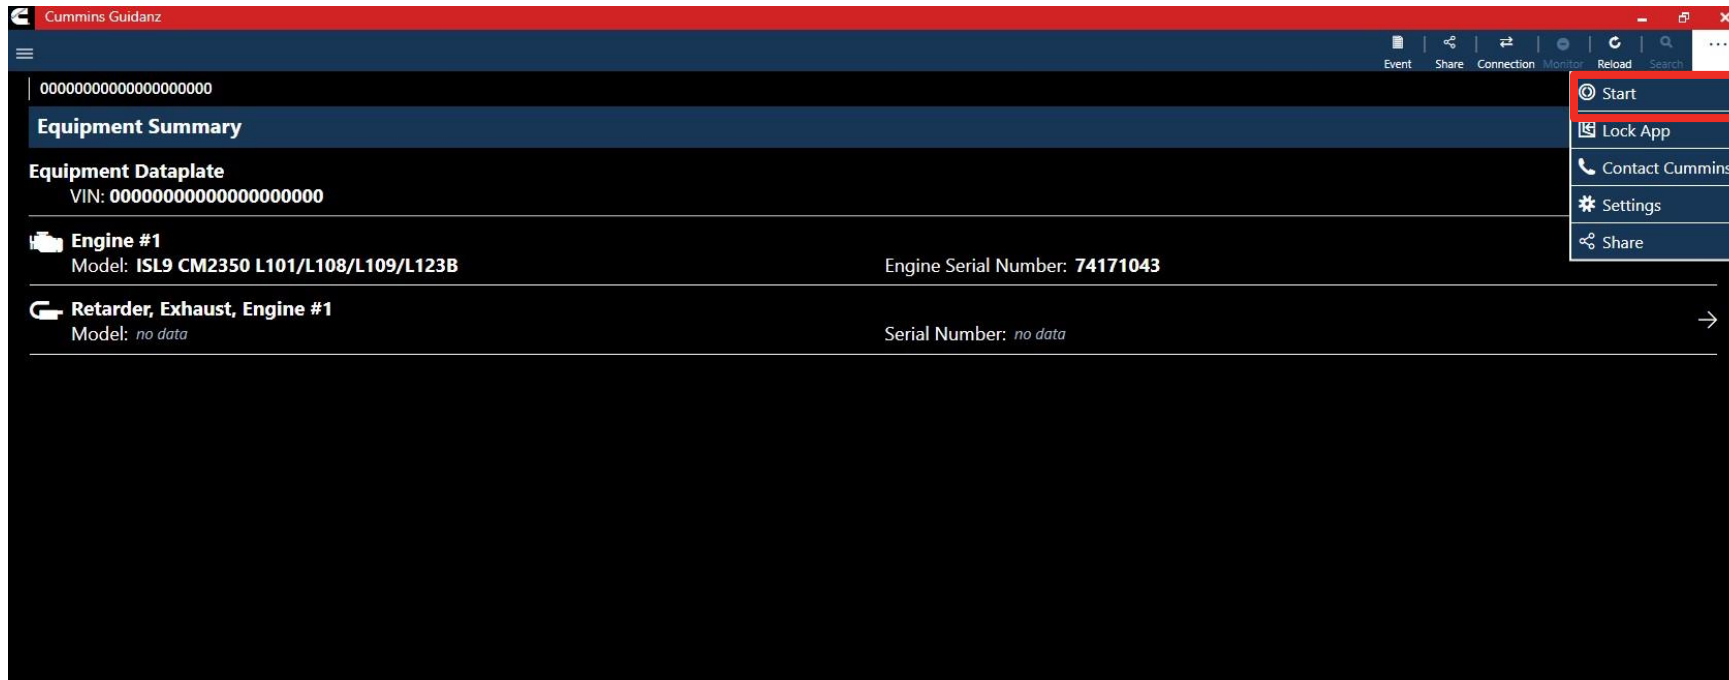 Cummins Guidanz
Event Share Connection Monitor Reload Search
00000000000000000000
Start
Equipment Summary
Lock App
Equipment Dataplate
Contact Cummins
VIN: 00000000000000000000
Settings
Engine #1
Share
Model: ISL9 CM2350 L101/L108/L109/L123B Engine Serial Number: 74171043
Retarder, Exhaust, Engine #1
Model: no data Serial Number: no data